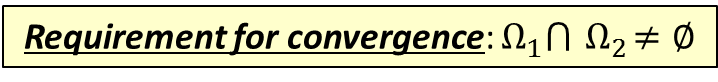 Requirement for convergence: Ω₁⋂ Ω₂ ≠ ∅